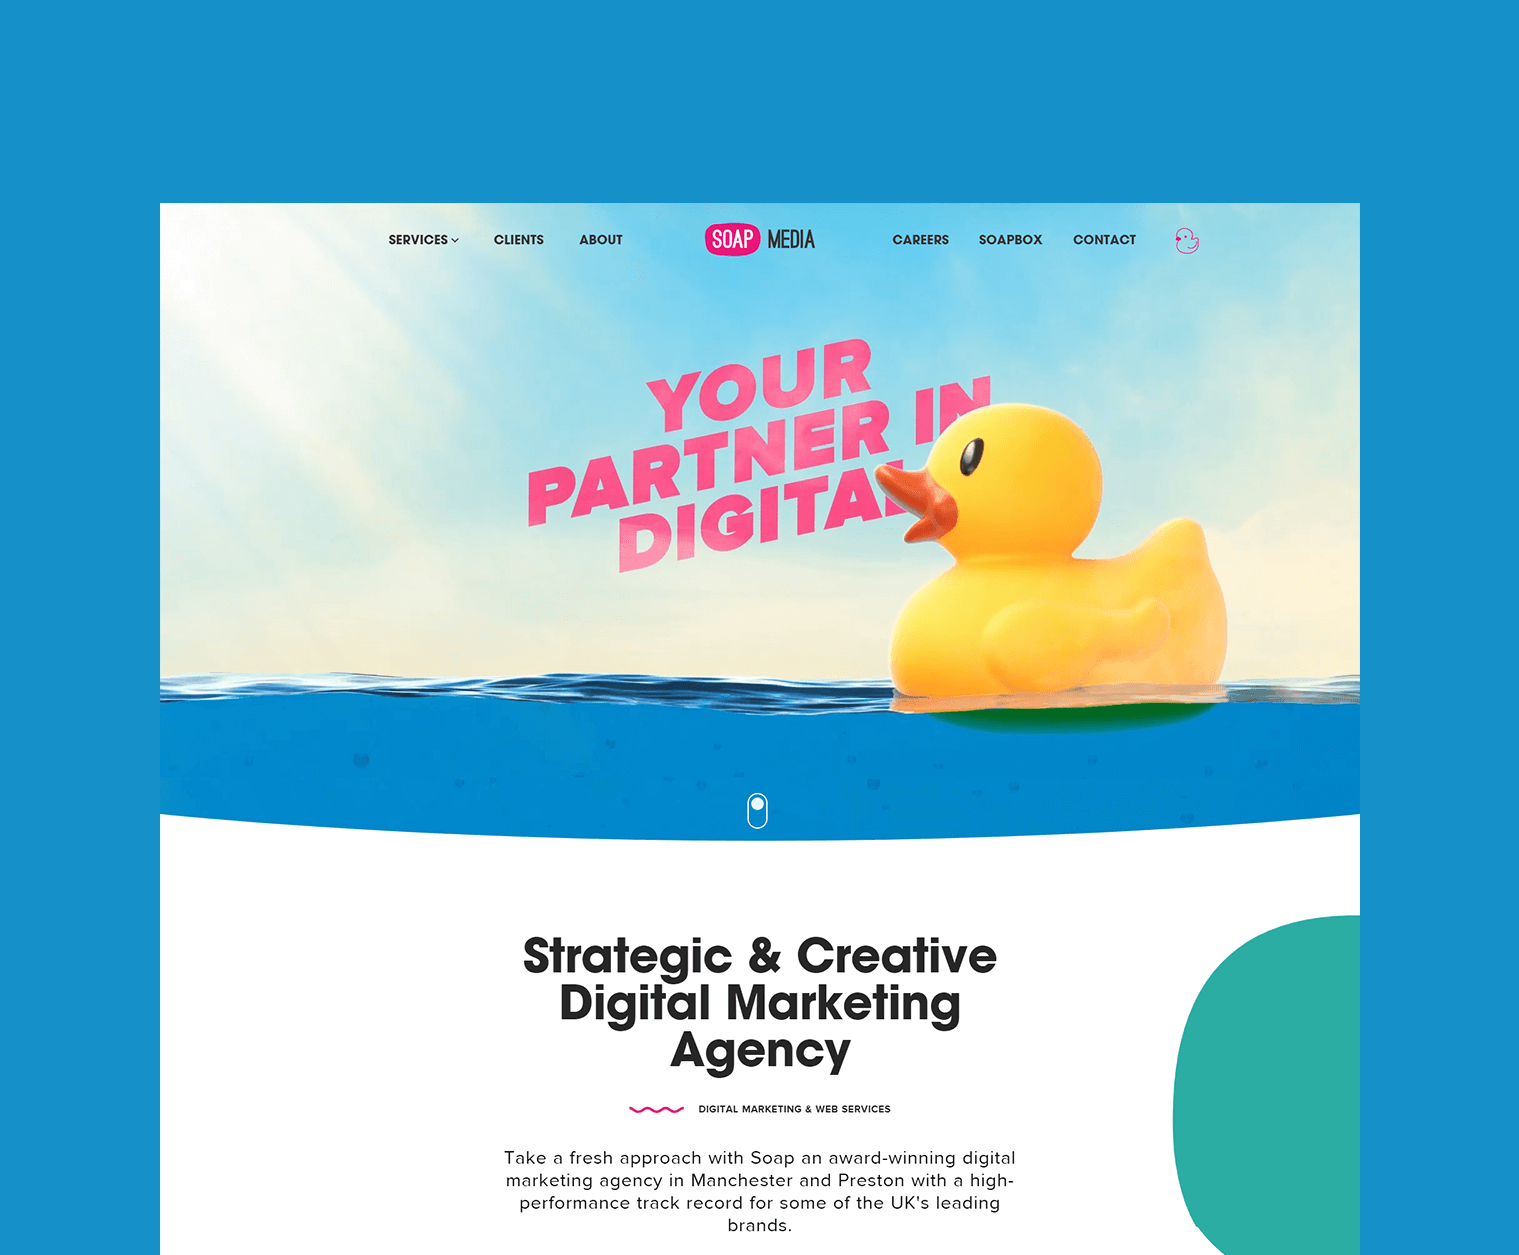 SERVICES
CLIENTS
ABOUT
SOAP MEDIA
CAREERS
SOAPBOX
CONTACT
YOUR
PARTNER IN
DIGITAL
Strategic & Creative
Digital Marketing
Agency
DIGITAL MARKETING & WEB SERVICES
Take a fresh approach with Soap an award-winning digital
marketing agency in Manchester and Preston with a high-
performance track record for some of the UK's leading
brands.